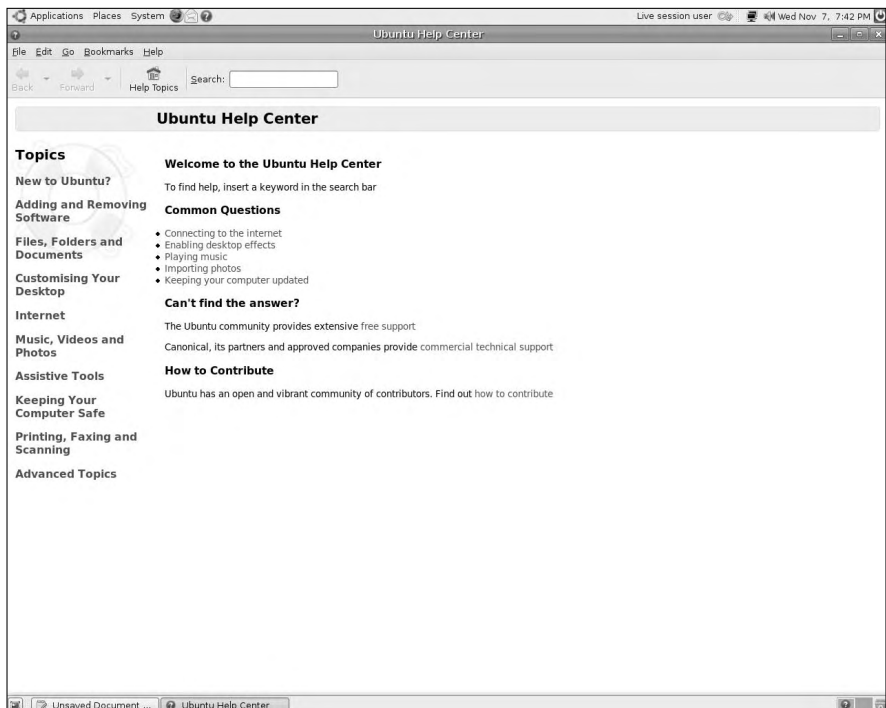 Applications Places System Live session user Wed Nov 7, 7:42 PM
Ubuntu Help Center
File Edit Go Bookmarks Help
Back Forward Help Topics Search:
Ubuntu Help Center
Topics
New to Ubuntu?
Adding and Removing
Software
Files, Folders and
Documents
Customising Your
Desktop
Internet
Music, Videos and
Photos
Assistive Tools
Keeping Your
Computer Safe
Printing, Faxing and
Scanning
Advanced Topics
Welcome to the Ubuntu Help Center
To find help, insert a keyword in the search bar
Common Questions
Connecting to the internet
Enabling desktop effects
Playing music
Importing photos
Keeping your computer updated
Can't find the answer?
The Ubuntu community provides extensive free support
Canonical, its partners and approved companies provide commercial technical support
How to Contribute
Ubuntu has an open and vibrant community of contributors. Find out how to contribute
Unsaved Document ... Ubuntu Help Center